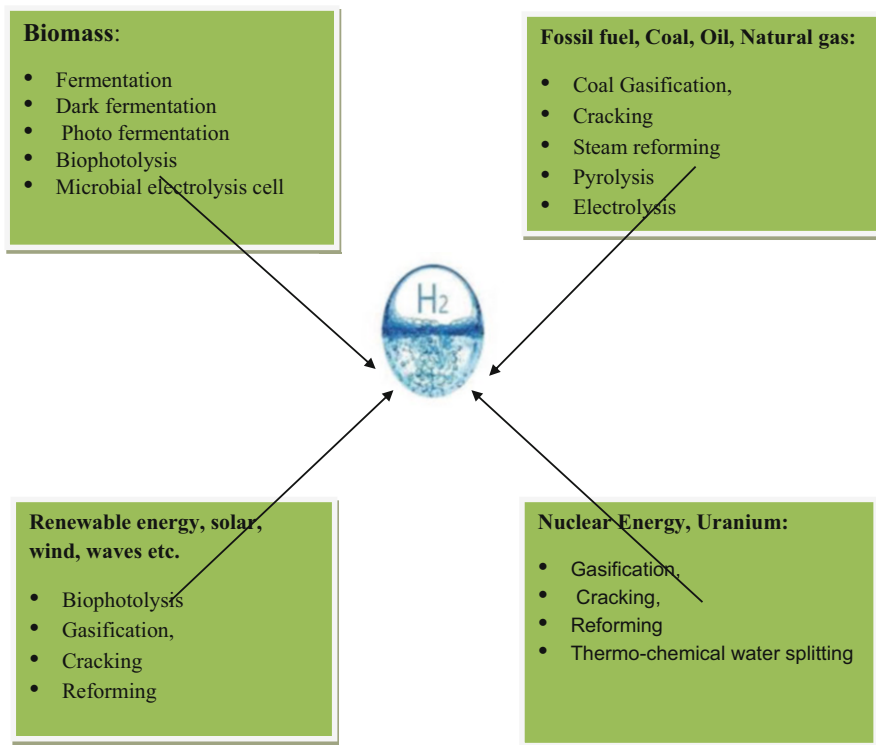 Biomass:
• Fermentation
• Dark fermentation
• Photo fermentation
• Biophotolysis
• Microbial electrolysis cell
Fossil fuel, Coal, Oil, Natural gas:
• Coal Gasification,
• Cracking
• Steam reforming
• Pyrolysis
• Electrolysis
H2
Renewable energy, solar,
wind, waves etc.
• Biophotolysis
• Gasification,
• Cracking
• Reforming
Nuclear Energy, Uranium:
• Gasification,
• Cracking,
• Reforming
• Thermo-chemical water splitting